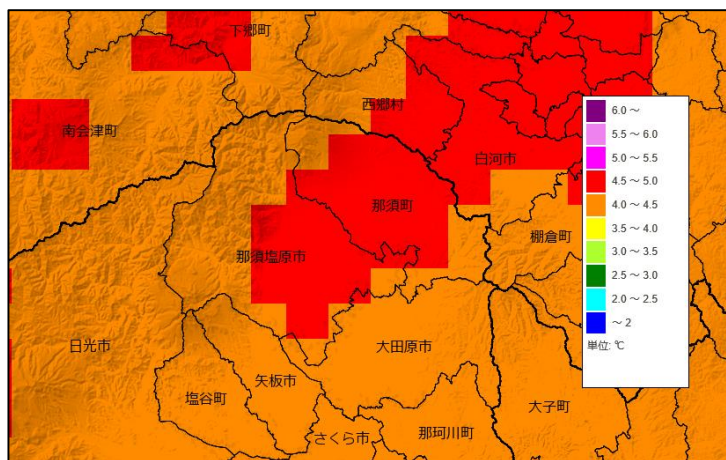 下郷町
西郷村
南会津町
白河市
那須町
棚倉町
那須塩原市
日光市
大田原市
矢板市
塩谷町
大子町
さくら市
那珂川町
6.0～
5.5～6.0
5.0～5.5
4.5～5.0
4.0～4.5
3.5～4.0
3.0～3.5
2.5～3.0
2.0～2.5
～2
単位: ℃